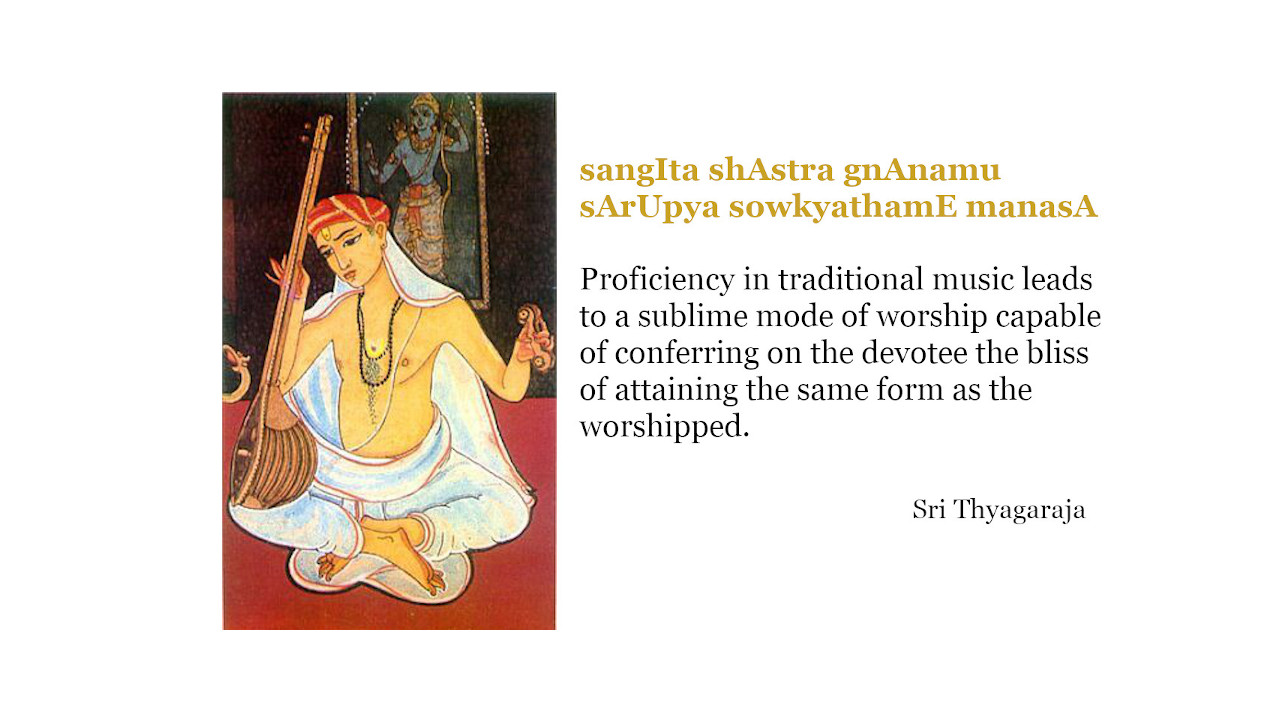 sangIta shAstra gnAnamu
sArUpya sowkyathamE manasA
Proficiency in traditional music leads
to a sublime mode of worship capable
of conferring on the devotee the bliss
of attaining the same form as the
worshipped.
Sri Thyagaraja